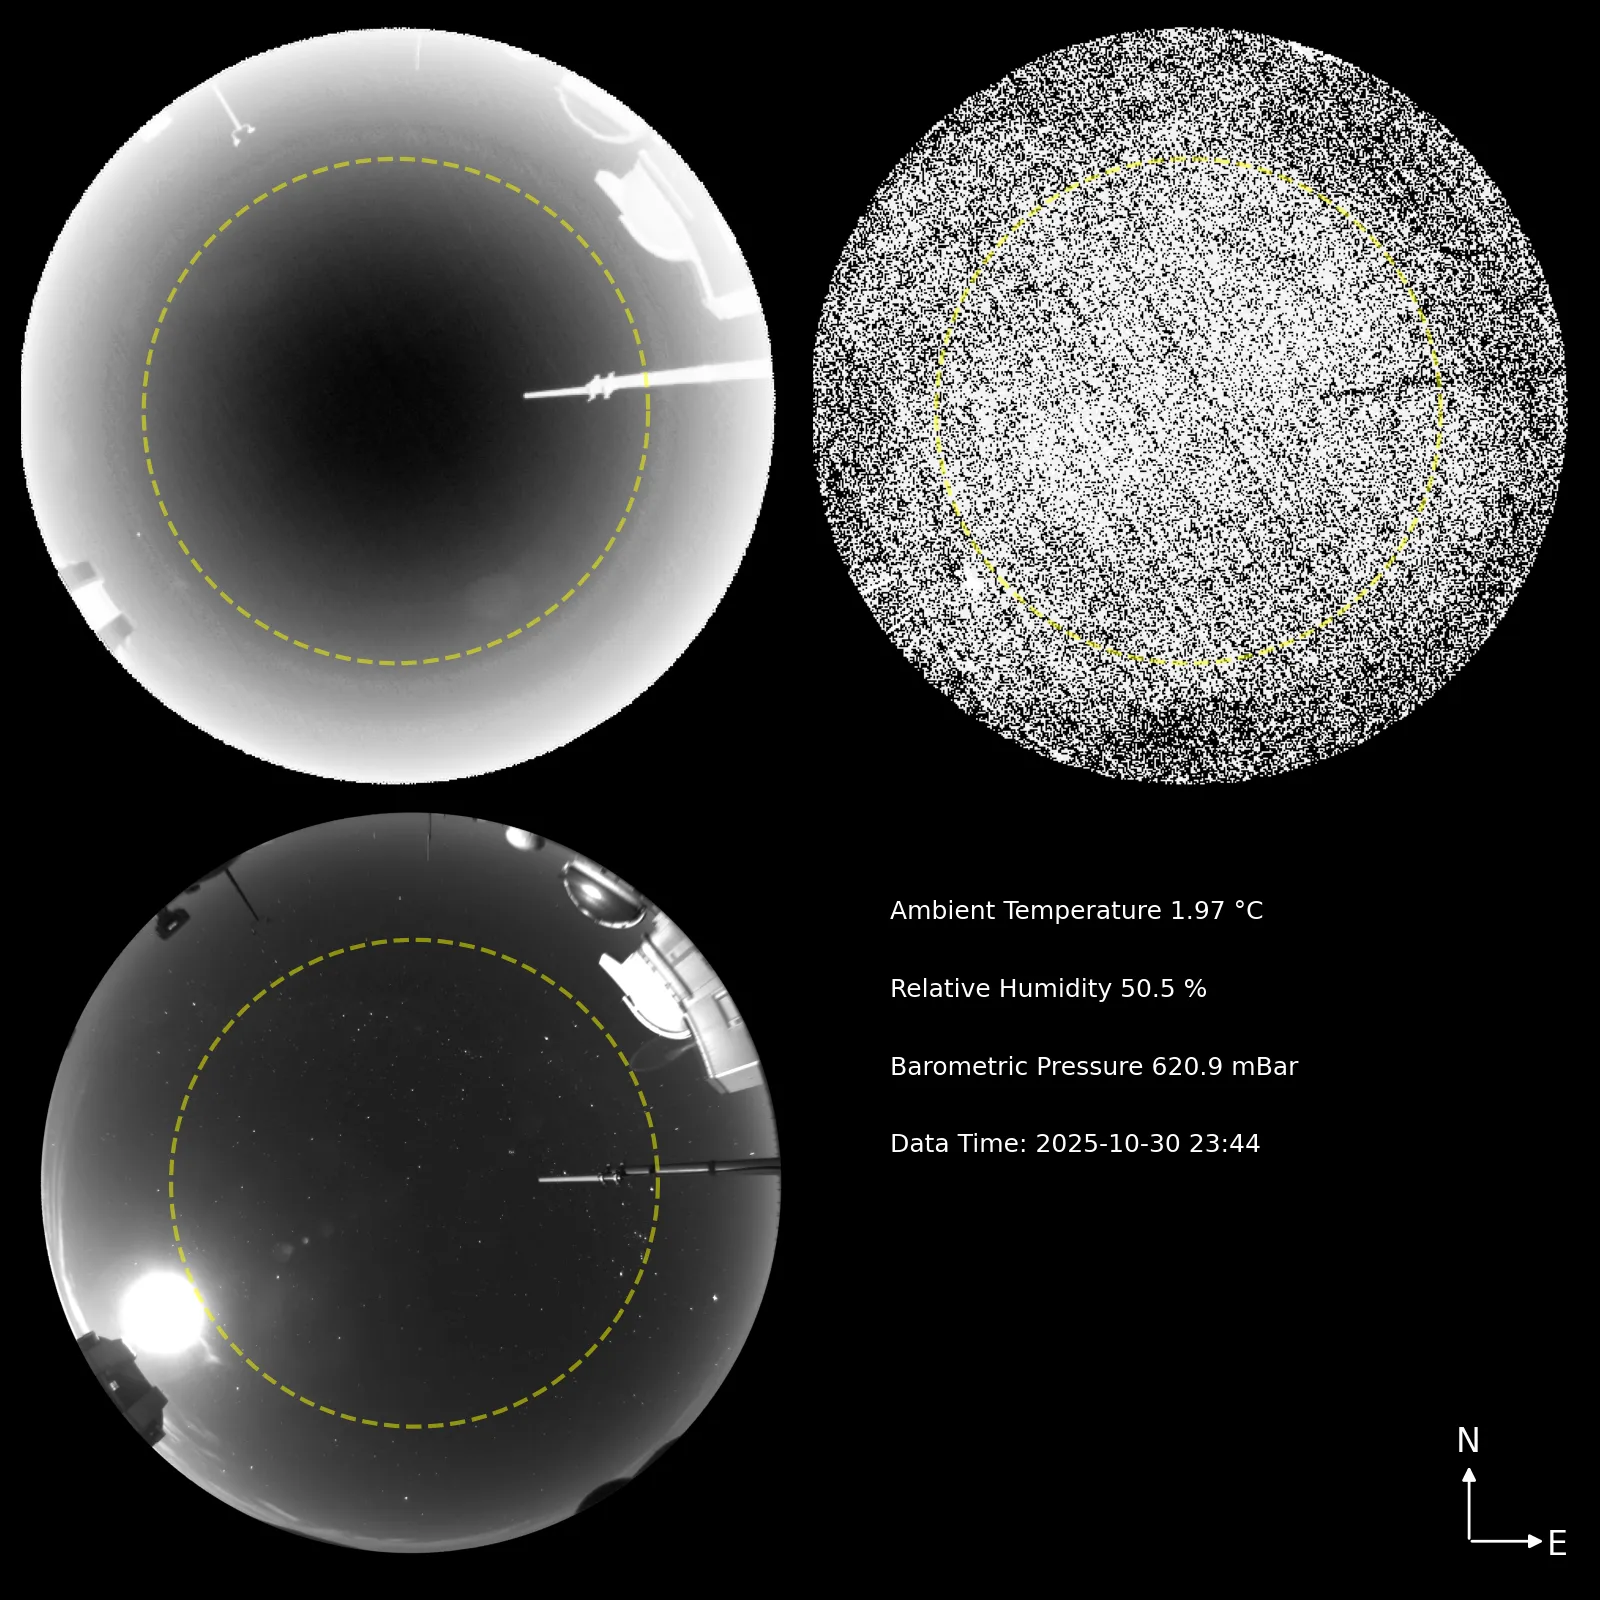 Ambient Temperature 1.97 °C
Relative Humidity 50.5 %
Barometric Pressure 620.9 mBar
Data Time: 2025-10-30 23:44
N
E